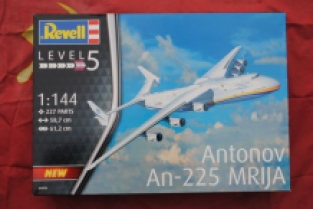 Revell
LEVEL 5
1:144
227 PARTS
58,7 cm
61,2 cm
Antonov
An-225 MRIJA
NEW